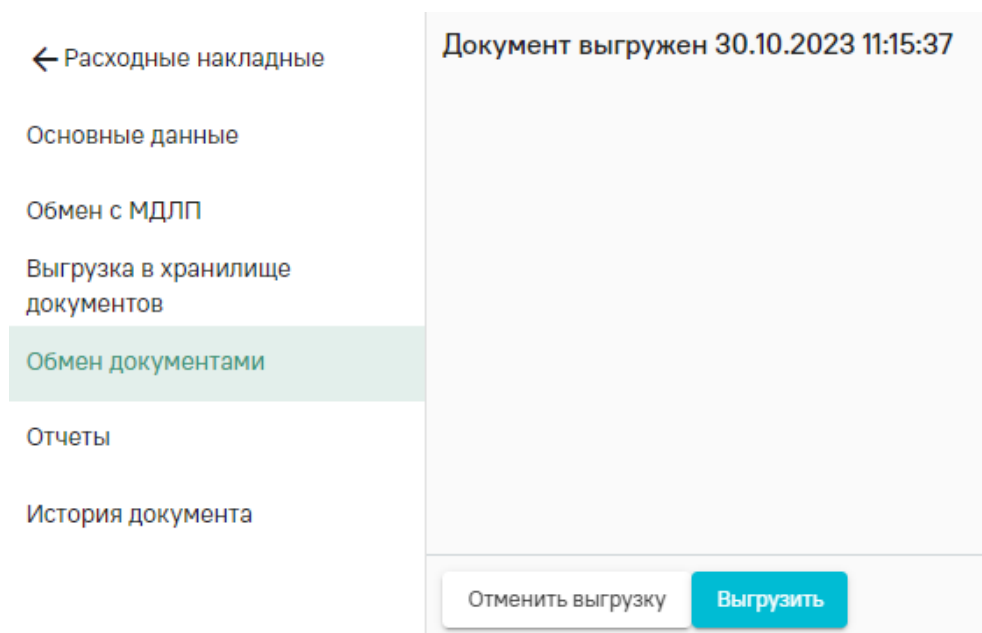 ← Расходные накладные
Основные данные
Обмен с МДЛП
Выгрузка в хранилище
документов
Обмен документами
Отчеты
История документа
Документ выгружен 30.10.2023 11:15:37
Отменить выгрузку
Выгрузить